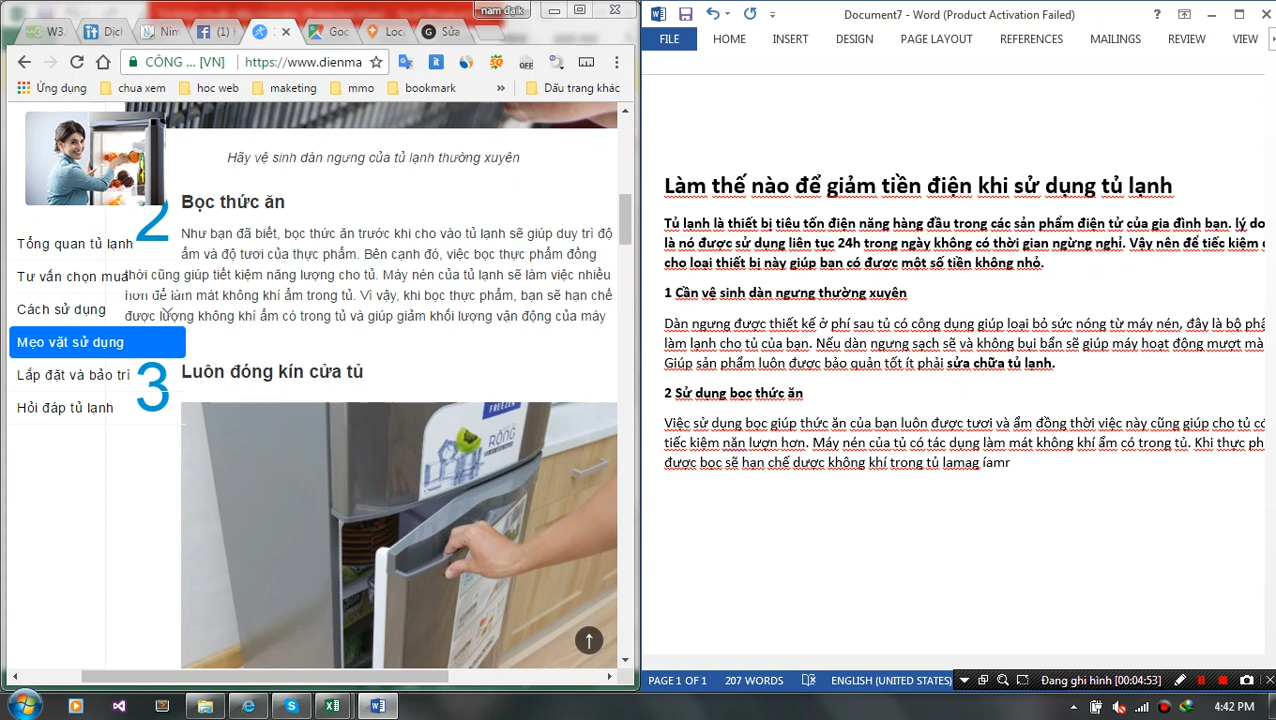 nam đaik
W3
Dịcl
Nin
(1)
Goc
Loc
Sửa
CÔNG ... [VN]
https://www.dienma
Ứng dụng
chua xem
hoc web
maketing
mmo
bookmark
»
Dấu trang khác
Hãy vệ sinh dàn ngưng của tủ lạnh thường xuyên
2
Bọc thức ăn
Như bạn đã biết, bọc thức ăn trước khi cho vào tủ lạnh sẽ giúp duy trì độ
ẩm và độ tươi của thực phẩm. Bên cạnh đó, việc bọc thực phẩm đồng
thời cũng giúp tiết kiệm năng lượng cho tủ. Máy nén của tủ lạnh sẽ làm việc nhiều
hơn để làm mát không khí ẩm trong tủ. Vì vậy, khi bọc thực phẩm, bạn sẽ hạn chế
được lượng không khí ẩm có trong tủ và giúp giảm khối lượng vận động của máy
Tổng quan tủ lạnh
Tư vấn chọn mua
Cách sử dụng
Mẹo vặt sử dụng
Lắp đặt và bảo trì
Hỏi đáp tủ lạnh
3
Luôn đóng kín cửa tủ
FREEZE
RỘNG
Document7 - Word (Product Activation Failed)
FILE
HOME
INSERT
DESIGN
PAGE LAYOUT
REFERENCES
MAILINGS
REVIEW
VIEW
Làm thế nào để giảm tiền điện khi sử dụng tủ lạnh
Tủ lạnh là thiết bị tiêu tốn điện năng hàng đầu trong các sản phẩm điện tử của gia đình bạn. lý do
là nó được sử dụng liên tục 24h trong ngày không có thời gian ngừng nghỉ. Vậy nên để tiếc kiệm
cho loại thiết bị này giúp bạn có được một số tiền không nhỏ.
1 Cần vệ sinh dàn ngưng thường xuyên
Dàn ngưng được thiết kế ở phí sau tủ có công dụng giúp loại bỏ sức nóng từ máy nén, đây là bộ phậ
làm lạnh cho tủ của bạn. Nếu dàn ngưng sạch sẽ và không bụi bẩn sẽ giúp máy hoạt động mượt mà
Giúp sản phẩm luôn được bảo quản tốt ít phải sửa chữa tủ lạnh.
2 Sử dụng bọc thức ăn
Việc sử dụng bọc giúp thức ăn của bạn luôn được tươi và ẩm đồng thời việc này cũng giúp cho tủ có
tiếc kiệm năn lượn hơn. Máy nén của tủ có tác dụng làm mát không khí ẩm có trong tủ. Khi thực ph
được bọc sẽ hạn chế dược không khí trong tủ lamag íamr
PAGE 1 OF 1
207 WORDS
ENGLISH (UNITED STATES)
Đang ghi hình [00:04:53]
4:42 PM